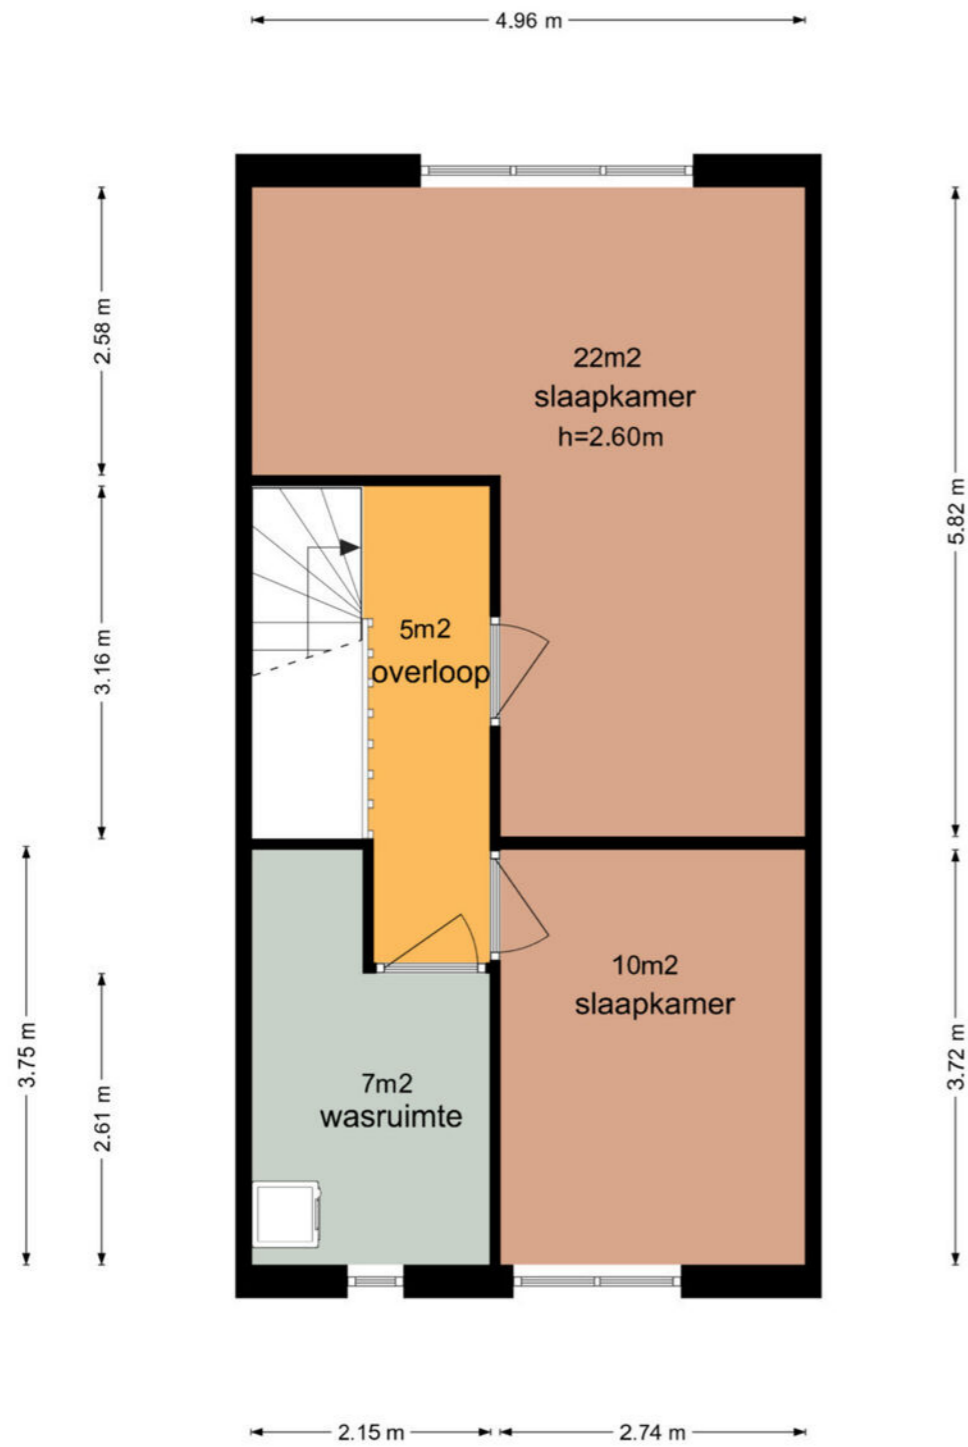 4.96 m
2.58 m
22m2
slaapkamer
h=2.60m
5.82 m
3.16 m
5m2
overloop
10m2
slaapkamer
3.75 m
2.61 m
7m2
wasruimte
3.72 m
2.15 m
2.74 m